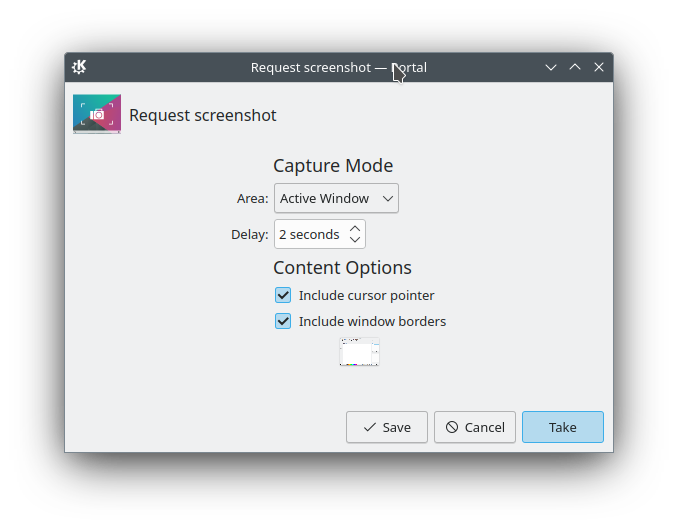 Request screenshot — Portal
Request screenshot
Capture Mode
Area: Active Window
Delay: 2 seconds
Content Options
Include cursor pointer
Include window borders
Save Cancel Take